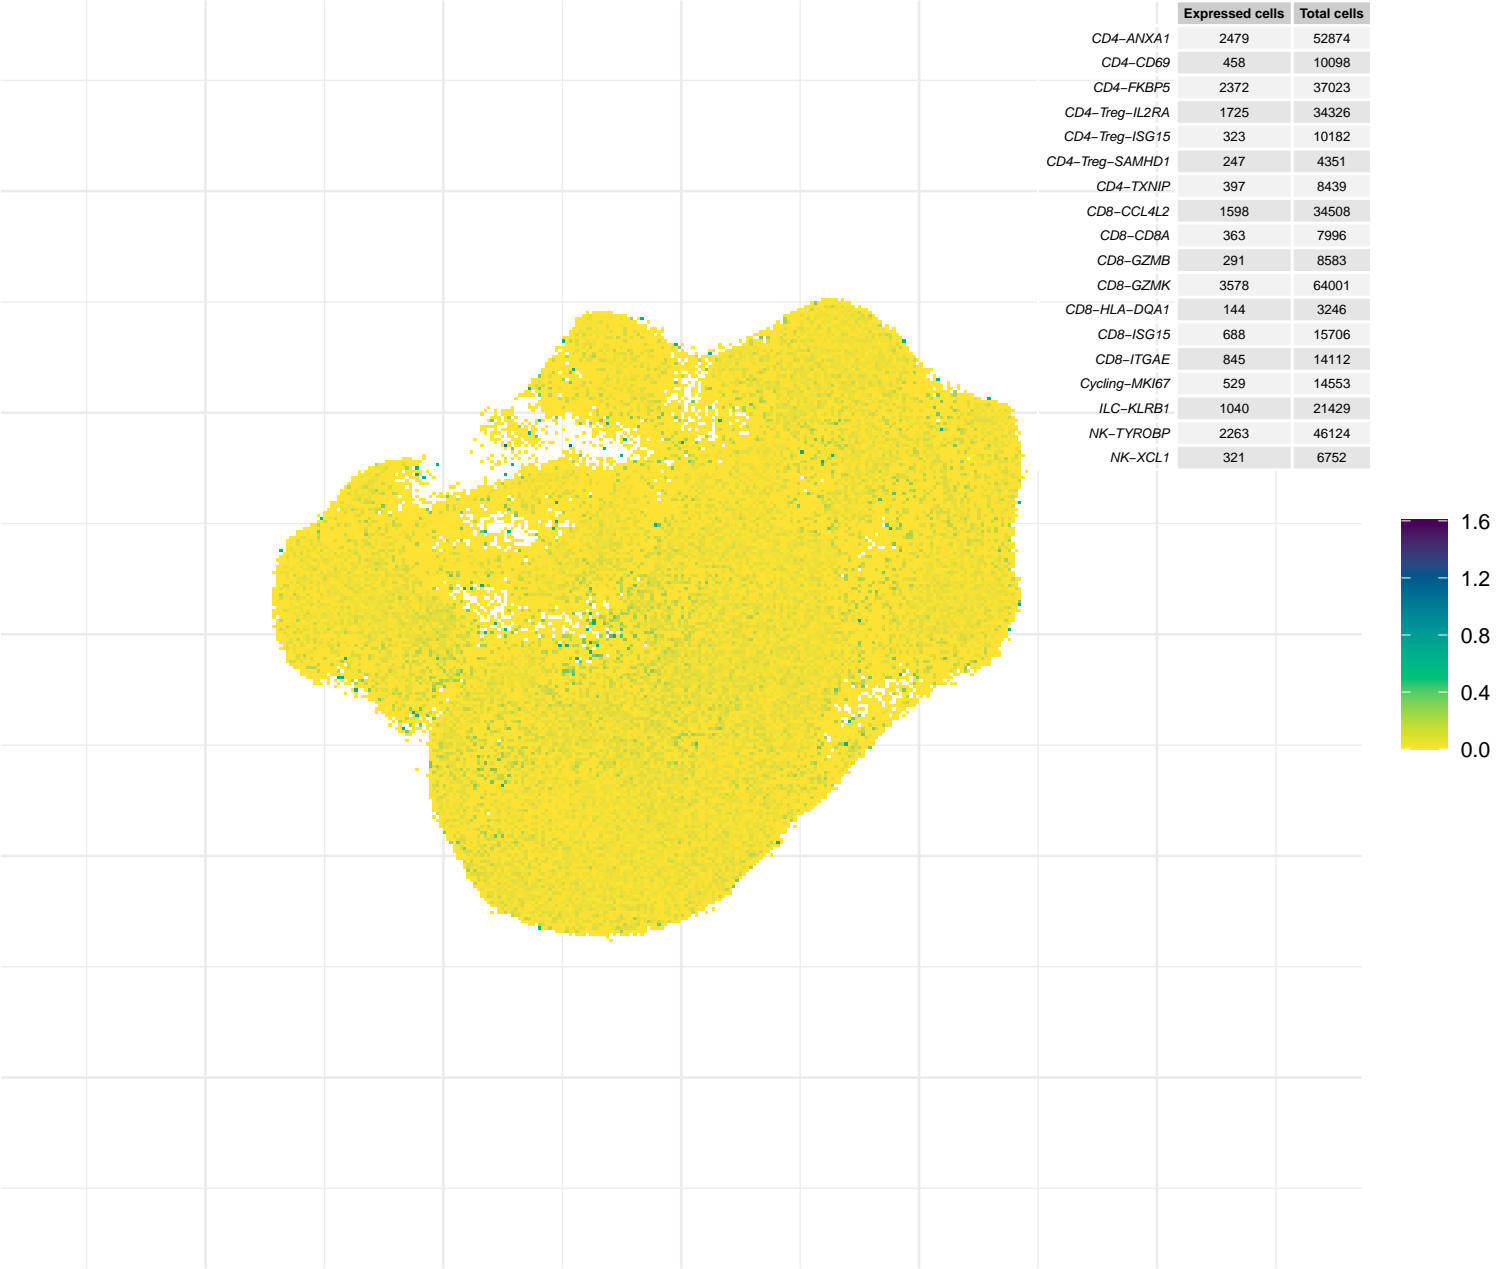 Expressed cells Total cells
CD4−ANXA1 2479 52874
CD4−CD69 458 10098
CD4−FKBP5 2372 37023
CD4−Treg−IL2RA 1725 34326
CD4−Treg−ISG15 323 10182
CD4−Treg−SAMHD1 247 4351
CD4−TXNIP 397 8439
CD8−CCL4L2 1598 34508
CD8−CD8A 363 7996
CD8−GZMB 291 8583
CD8−GZMK 3578 64001
CD8−HLA−DQA1 144 3246
CD8−ISG15 688 15706
CD8−ITGAE 845 14112
Cycling−MKI67 529 14553
ILC−KLRB1 1040 21429
NK−TYROBP 2263 46124
NK−XCL1 321 6752
1.6
1.2
0.8
0.4
0.0